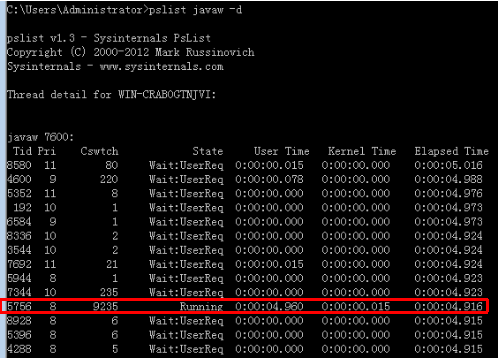 C:\Users\Administrator>pslist javaw -d
pslist v1.3 - Sysinternals PsList
Copyright (C) 2000-2012 Mark Russinovich
Sysinternals - www.sysinternals.com
Thread detail for WIN-CRAB0GTNJVI:
javaw 7600:
Tid Pri Cswtch State User Time Kernel Time Elapsed Time
8580 11 80 Wait:UserReq 0:00:00.015 0:00:00.000 0:00:05.016
4600 9 220 Wait:UserReq 0:00:00.078 0:00:00.000 0:00:04.988
5352 11 8 Wait:UserReq 0:00:00.000 0:00:00.000 0:00:04.976
192 10 1 Wait:UserReq 0:00:00.000 0:00:00.000 0:00:04.973
6584 9 1 Wait:UserReq 0:00:00.000 0:00:00.000 0:00:04.973
8336 10 2 Wait:UserReq 0:00:00.000 0:00:00.000 0:00:04.924
3544 10 2 Wait:UserReq 0:00:00.000 0:00:00.000 0:00:04.924
7692 11 21 Wait:UserReq 0:00:00.015 0:00:00.000 0:00:04.924
5944 8 1 Wait:UserReq 0:00:00.000 0:00:00.000 0:00:04.923
7344 10 235 Wait:UserReq 0:00:00.000 0:00:00.000 0:00:04.923
5756 8 9235 Running 0:00:04.960 0:00:00.015 0:00:04.916
8928 8 6 Wait:UserReq 0:00:00.000 0:00:00.000 0:00:04.915
5396 8 6 Wait:UserReq 0:00:00.000 0:00:00.000 0:00:04.915
4288 8 5 Wait:UserReq 0:00:00.000 0:00:00.000 0:00:04.915